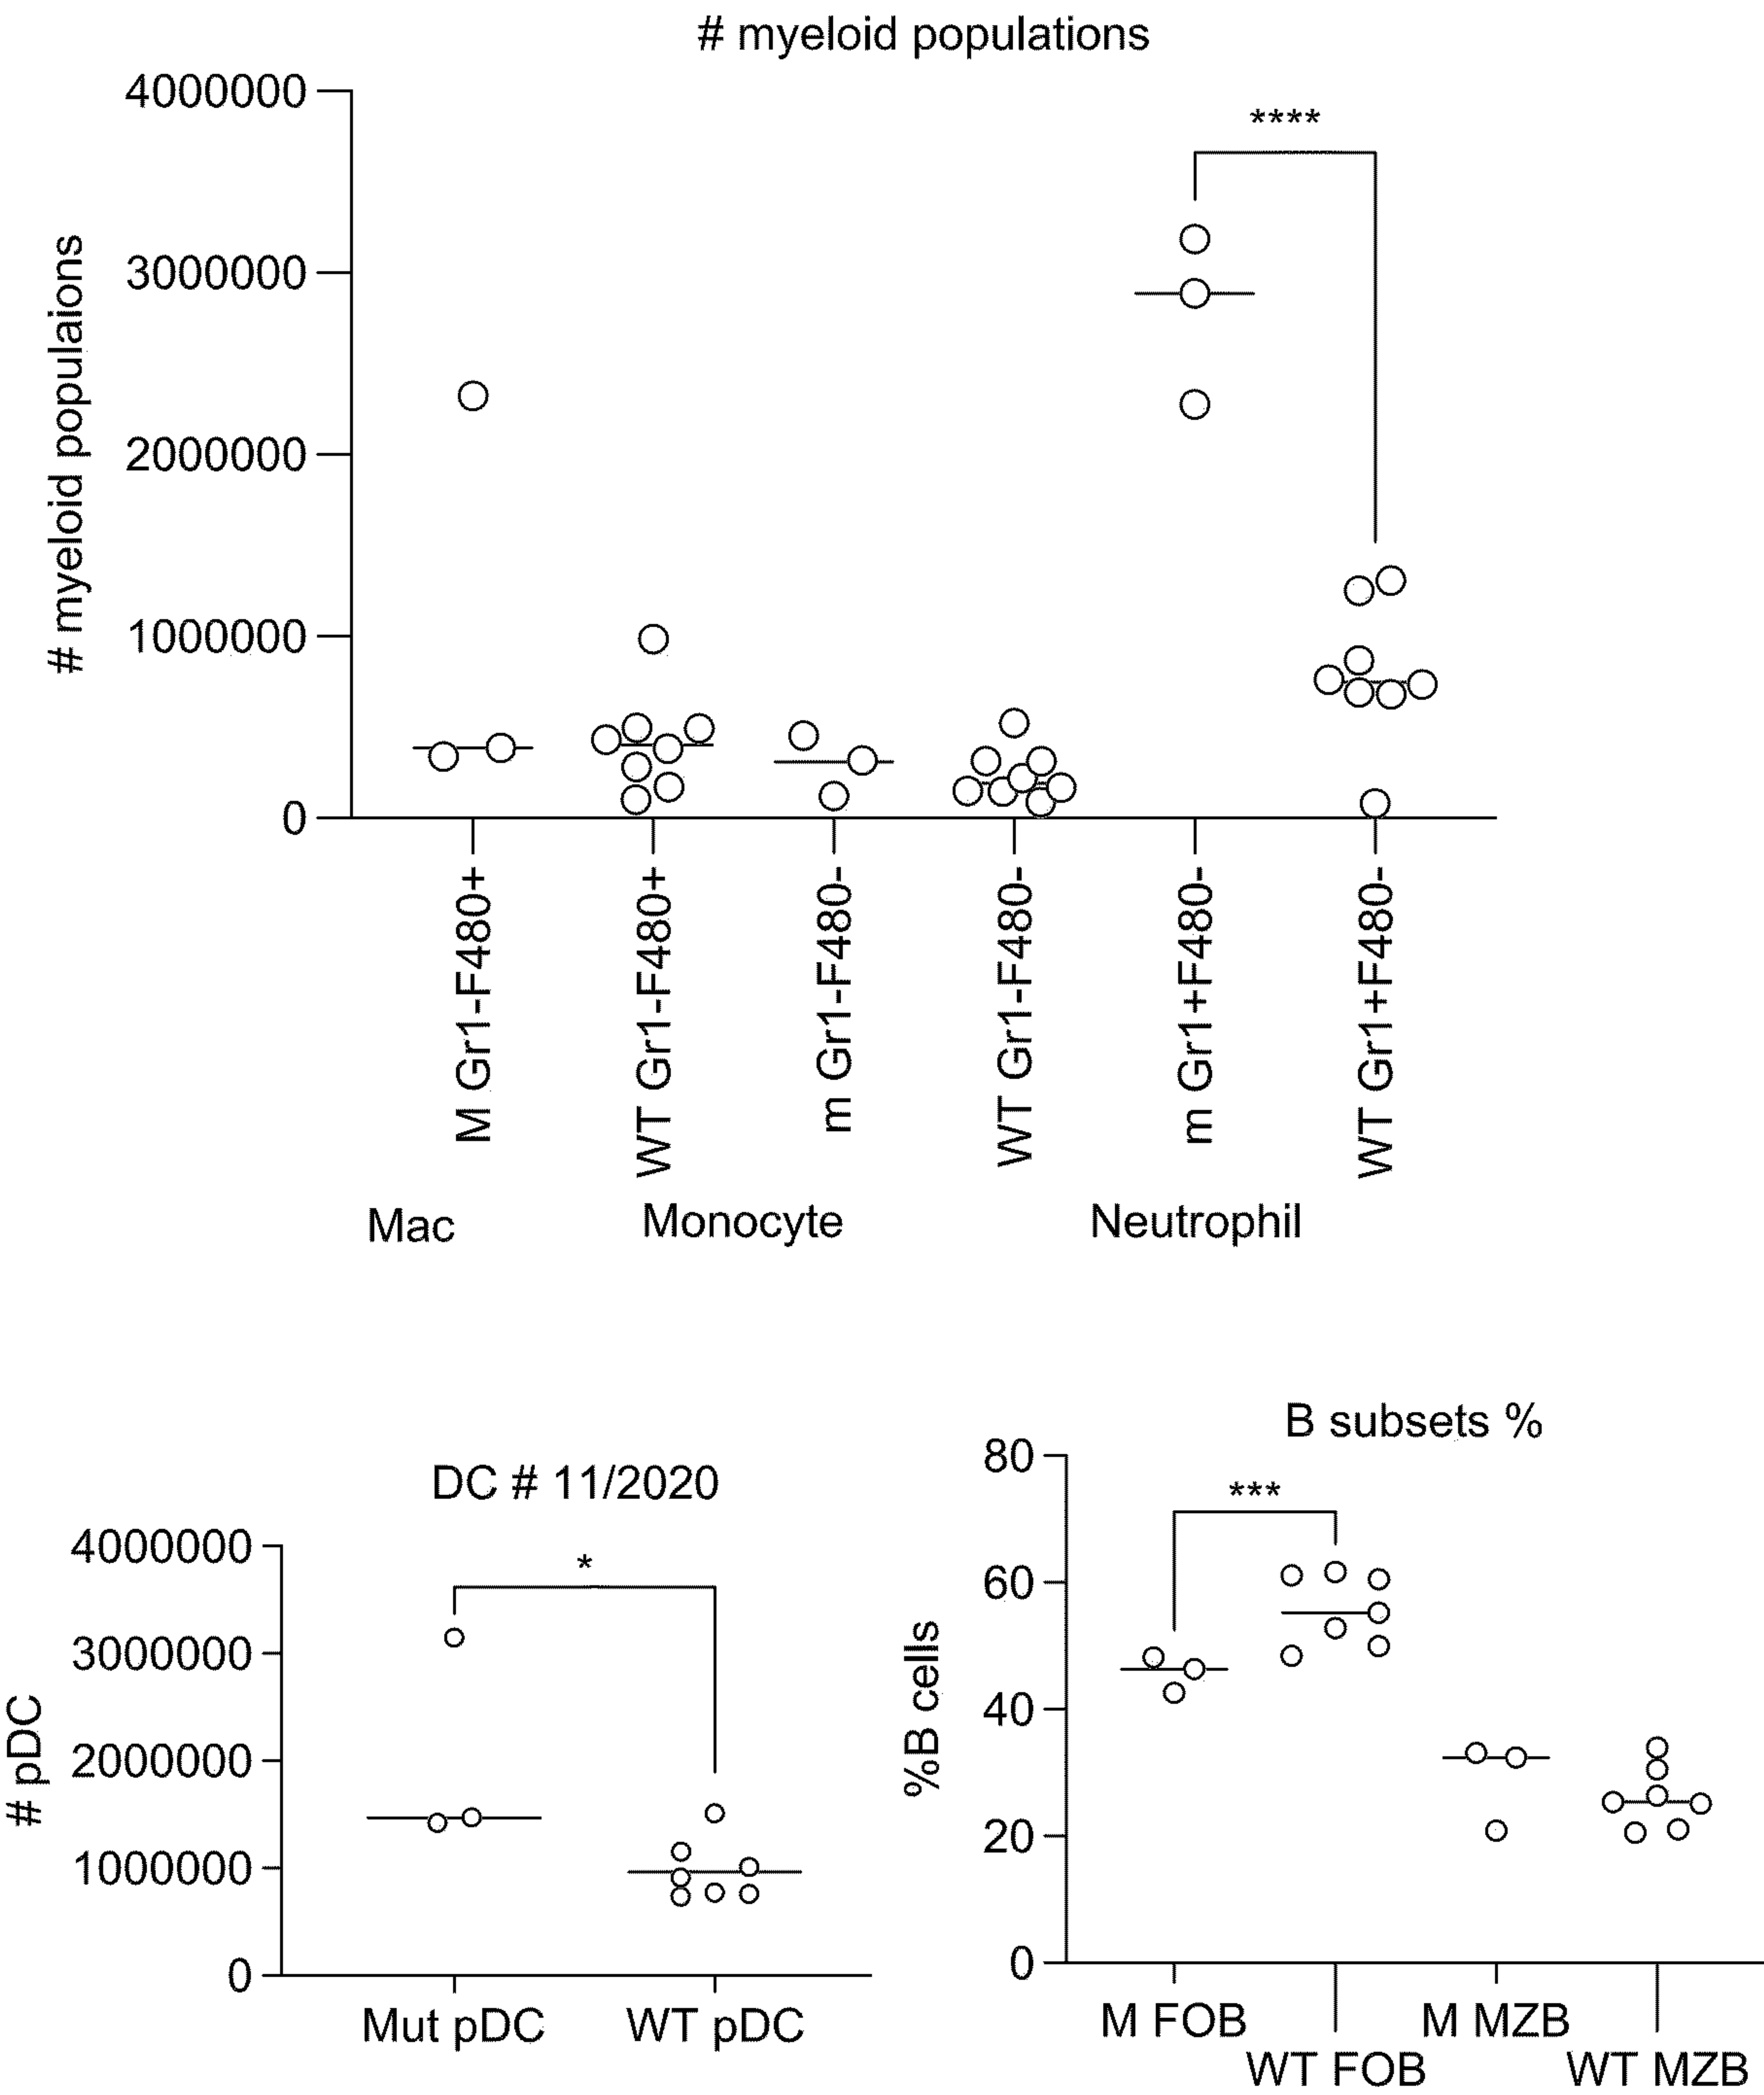 # myeloid populations
# myeloid populaions
4000000
3000000
2000000
1000000
0
****
M Gr1-F480+
WT Gr1-F480+
m Gr1-F480-
WT Gr1-F480-
m Gr1+F480-
WT Gr1+F480-
Mac
Monocyte
Neutrophil
DC # 11/2020
# pDC
4000000
3000000
2000000
1000000
0
*
Mut pDC
WT pDC
B subsets %
%B cells
80
60
40
20
0
***
M FOB
WT FOB
M MZB
WT MZB